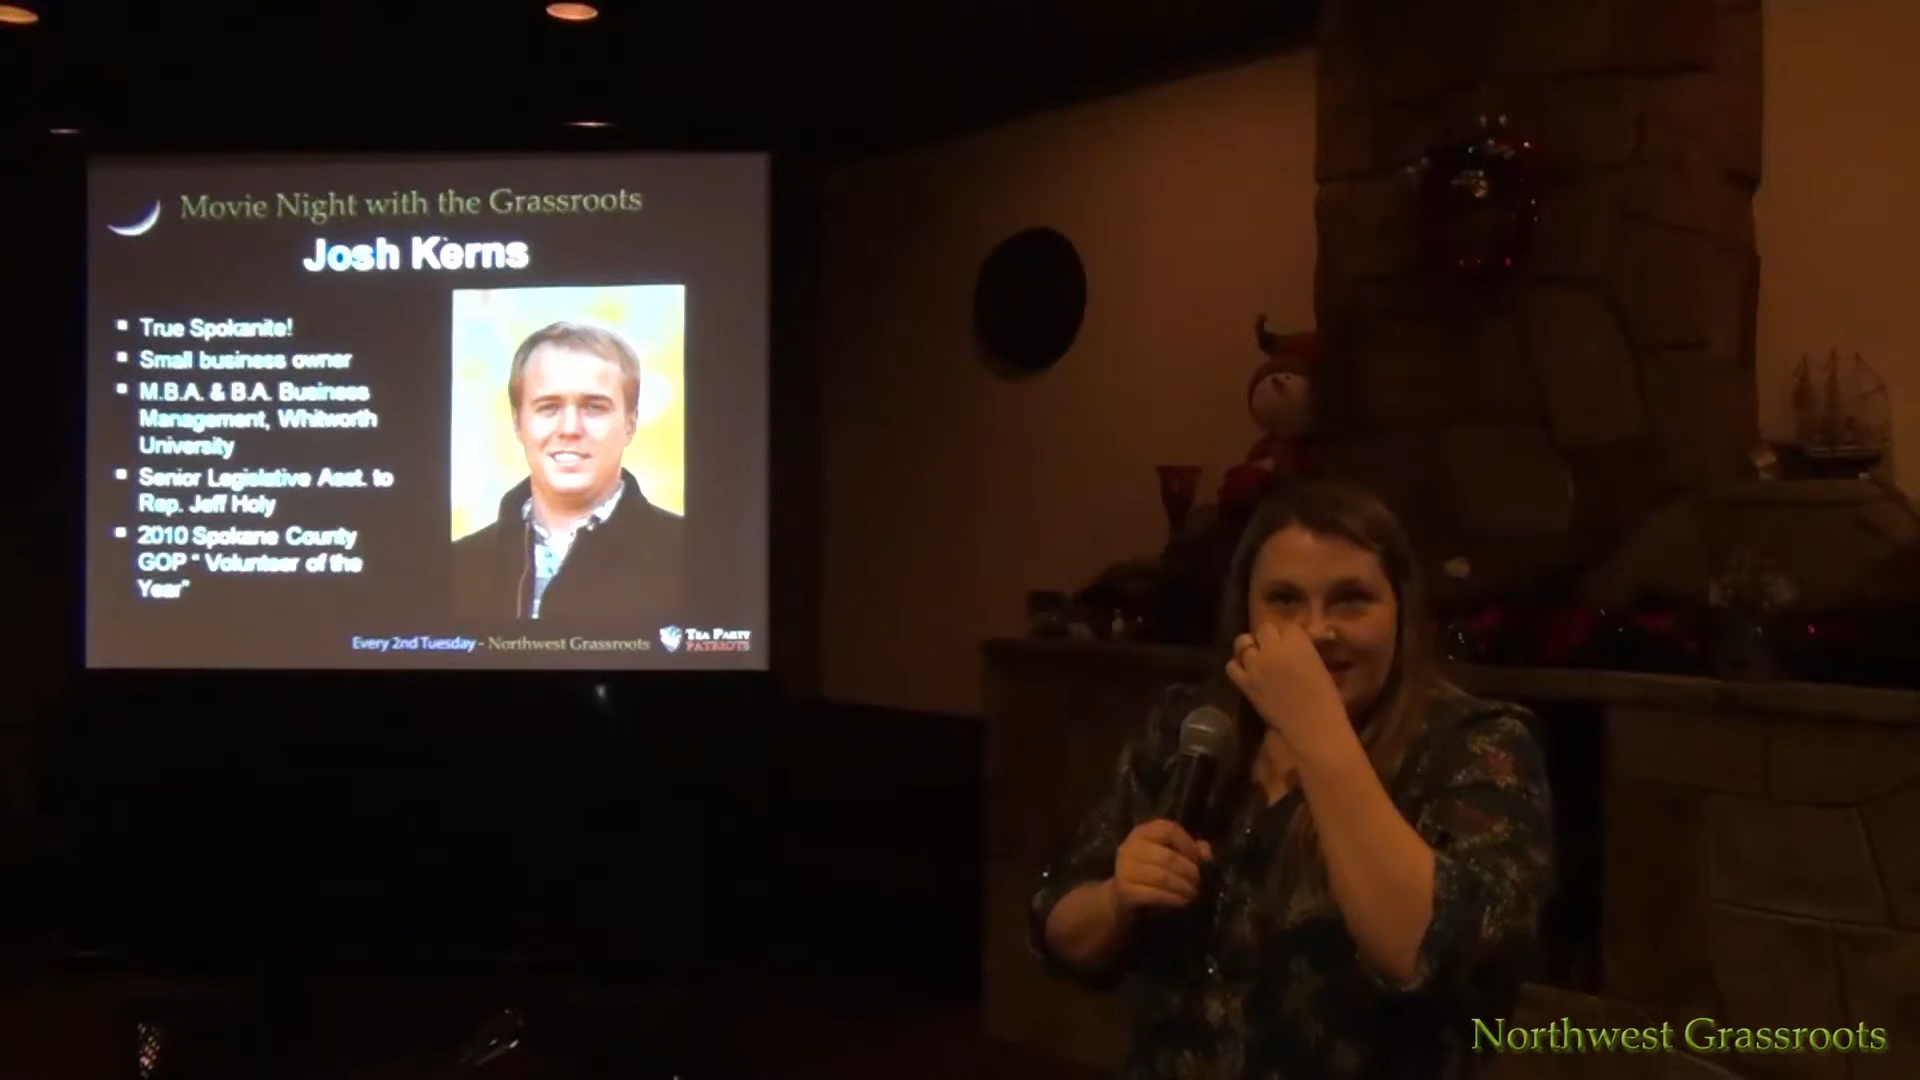 Movie Night with the Grassroots
Josh Kerns
True Spokanite!
Small business owner
M.B.A. & B.A. Business
Management, Whitworth
University
Senior Legislative Asst. to
Rep. Jeff Holy
2010 Spokane County
GOP “ Volunteer of the
Year”
Every 2nd Tuesday - Northwest Grassroots
TEA PARTY
PATRIOTS
Northwest Grassroots